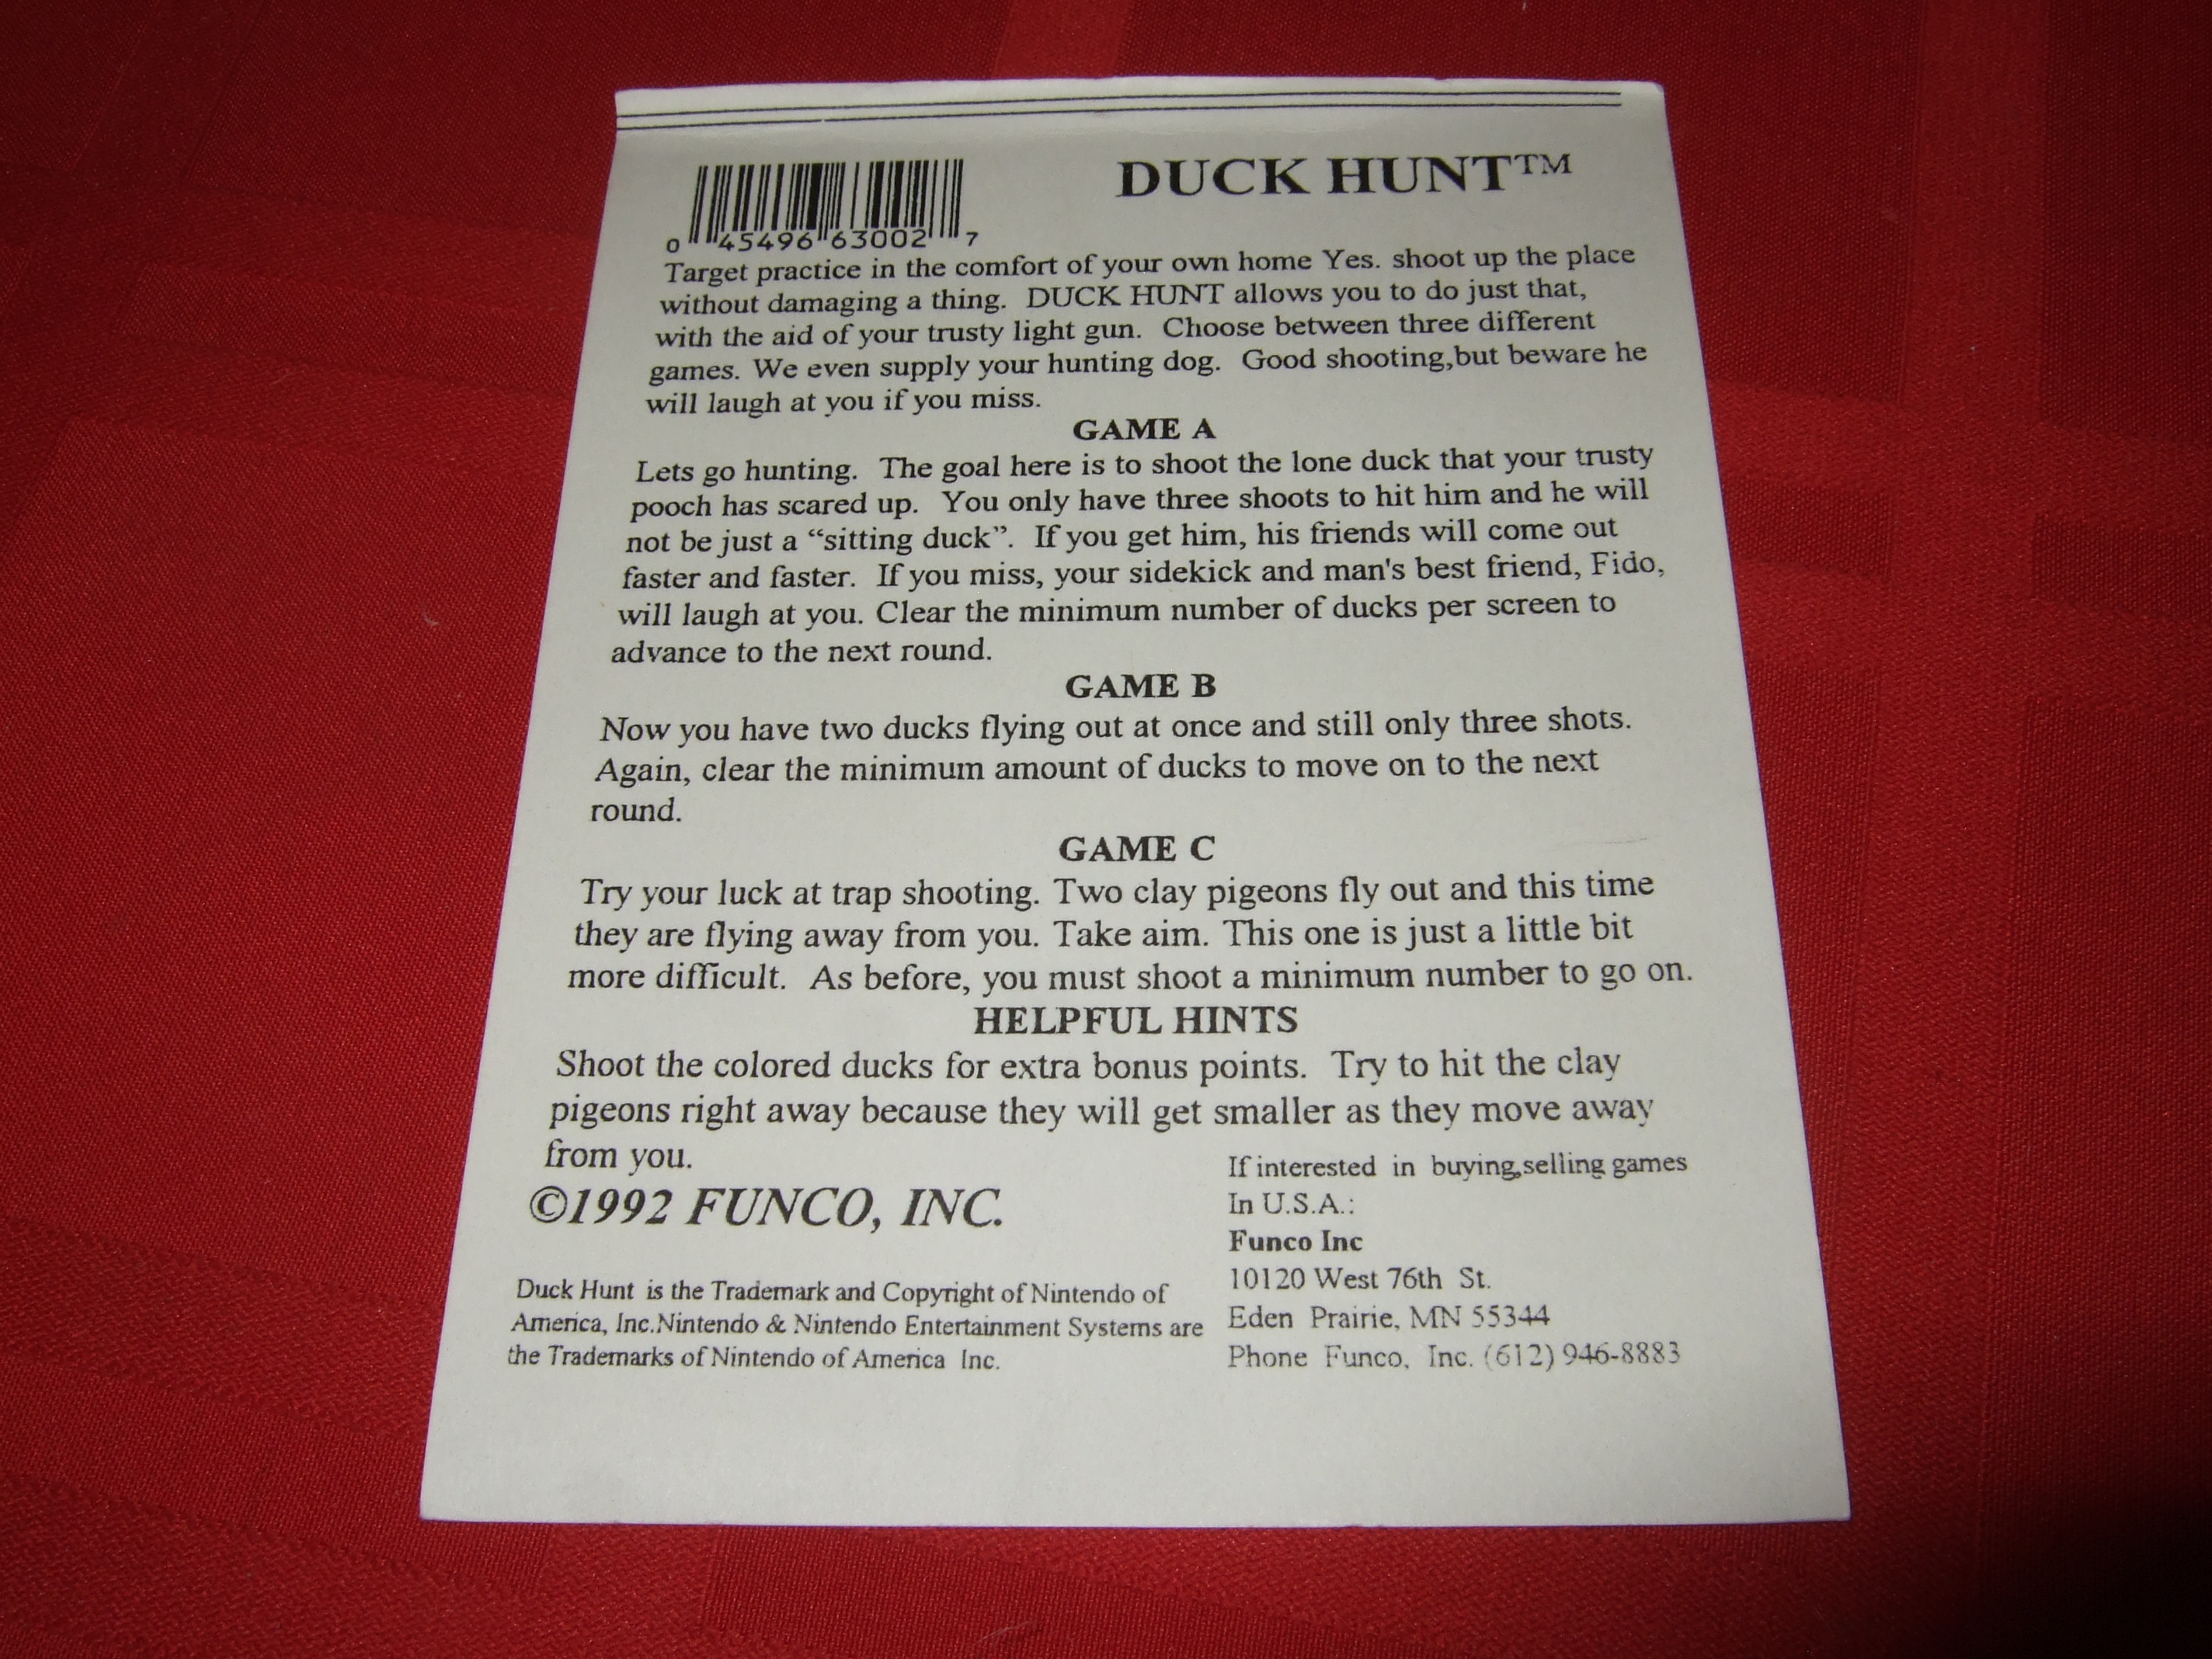 DUCK HUNT™
0 45496 63002 7
Target practice in the comfort of your own home Yes. shoot up the place
without damaging a thing. DUCK HUNT allows you to do just that,
with the aid of your trusty light gun. Choose between three different
games. We even supply your hunting dog. Good shooting,but beware he
will laugh at you if you miss.
GAME A
Lets go hunting. The goal here is to shoot the lone duck that your trusty
pooch has scared up. You only have three shoots to hit him and he will
not be just a “sitting duck”. If you get him, his friends will come out
faster and faster. If you miss, your sidekick and man's best friend, Fido,
will laugh at you. Clear the minimum number of ducks per screen to
advance to the next round.
GAME B
Now you have two ducks flying out at once and still only three shots.
Again, clear the minimum amount of ducks to move on to the next
round.
GAME C
Try your luck at trap shooting. Two clay pigeons fly out and this time
they are flying away from you. Take aim. This one is just a little bit
more difficult. As before, you must shoot a minimum number to go on.
HELPFUL HINTS
Shoot the colored ducks for extra bonus points. Try to hit the clay
pigeons right away because they will get smaller as they move away
from you.
©1992 FUNCO, INC.
Duck Hunt is the Trademark and Copyright of Nintendo of
America, Inc.Nintendo & Nintendo Entertainment Systems are
the Trademarks of Nintendo of America Inc.
If interested in buying,selling games
In U.S.A.:
Funco Inc
10120 West 76th St.
Eden Prairie, MN 55344
Phone Funco, Inc. (612) 946-8883